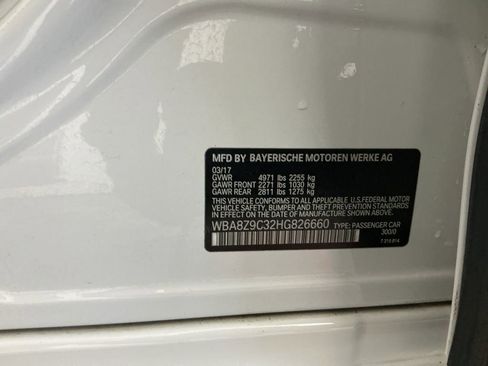 MFD BY BAYERISCHE MOTOREN WERKE AG
03/17
GVWR 4971 lbs 2255 kg
GAWR FRONT 2271 lbs 1030 kg
GAWR REAR 2811 lbs 1275 kg
THIS VEHICLE CONFORMS TO ALL APPLICABLE U.S.FEDERAL MOTOR
VEHICLE SAFETY, BUMPER, AND THEFT PREVENTION STANDARDS
IN EFFECT ON THE DATE OF MANUFACTURE SHOWN ABOVE.
WBA8Z9C32HG826660 TYPE: PASSENGER CAR
300/0